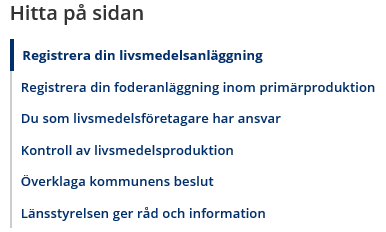 Hitta på sidan
Registrera din livsmedelsanläggning
Registrera din foderanläggning inom primärproduktion
Du som livsmedelsföretagare har ansvar
Kontroll av livsmedelsproduktion
Överklaga kommunens beslut
Länsstyrelsen ger råd och information